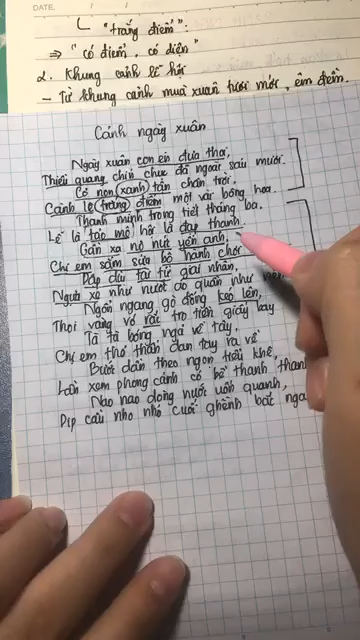 DATE
"trắng điểm":
⇒ "có điểm, có diện"
2. Khung cảnh lễ hội
- Từ khung cảnh mùa xuân tươi mới, êm đềm.
Cảnh ngày xuân
Ngày xuân con én đưa thoi,
Thiều quang chín chục đã ngoài sáu mươi.
Cỏ non (xanh) tận chân trời,
Cành lê (trắng) điểm một vài bông hoa.
Thanh minh trong tiết tháng ba,
Lễ là tảo mộ hội là đạp thanh.
Gần xa nô nức yến anh,
Chị em sắm sửa bộ hành chơi
Dập dìu tài tử giai nhân,
Ngựa xe như nước áo quần như
Ngổn ngang gò đống kéo lên,
Thoi vàng vó rắc tro tiền giấy bay
Tà tà bóng ngả về tây,
Chị em thơ thẩn dan tay ra về
Bước dần theo ngọn tiểu khê,
Lần xem phong cảnh có bề thanh than
Nao nao dòng nước uốn quanh,
Dịp cầu nho nhỏ cuối ghềnh bắc nga